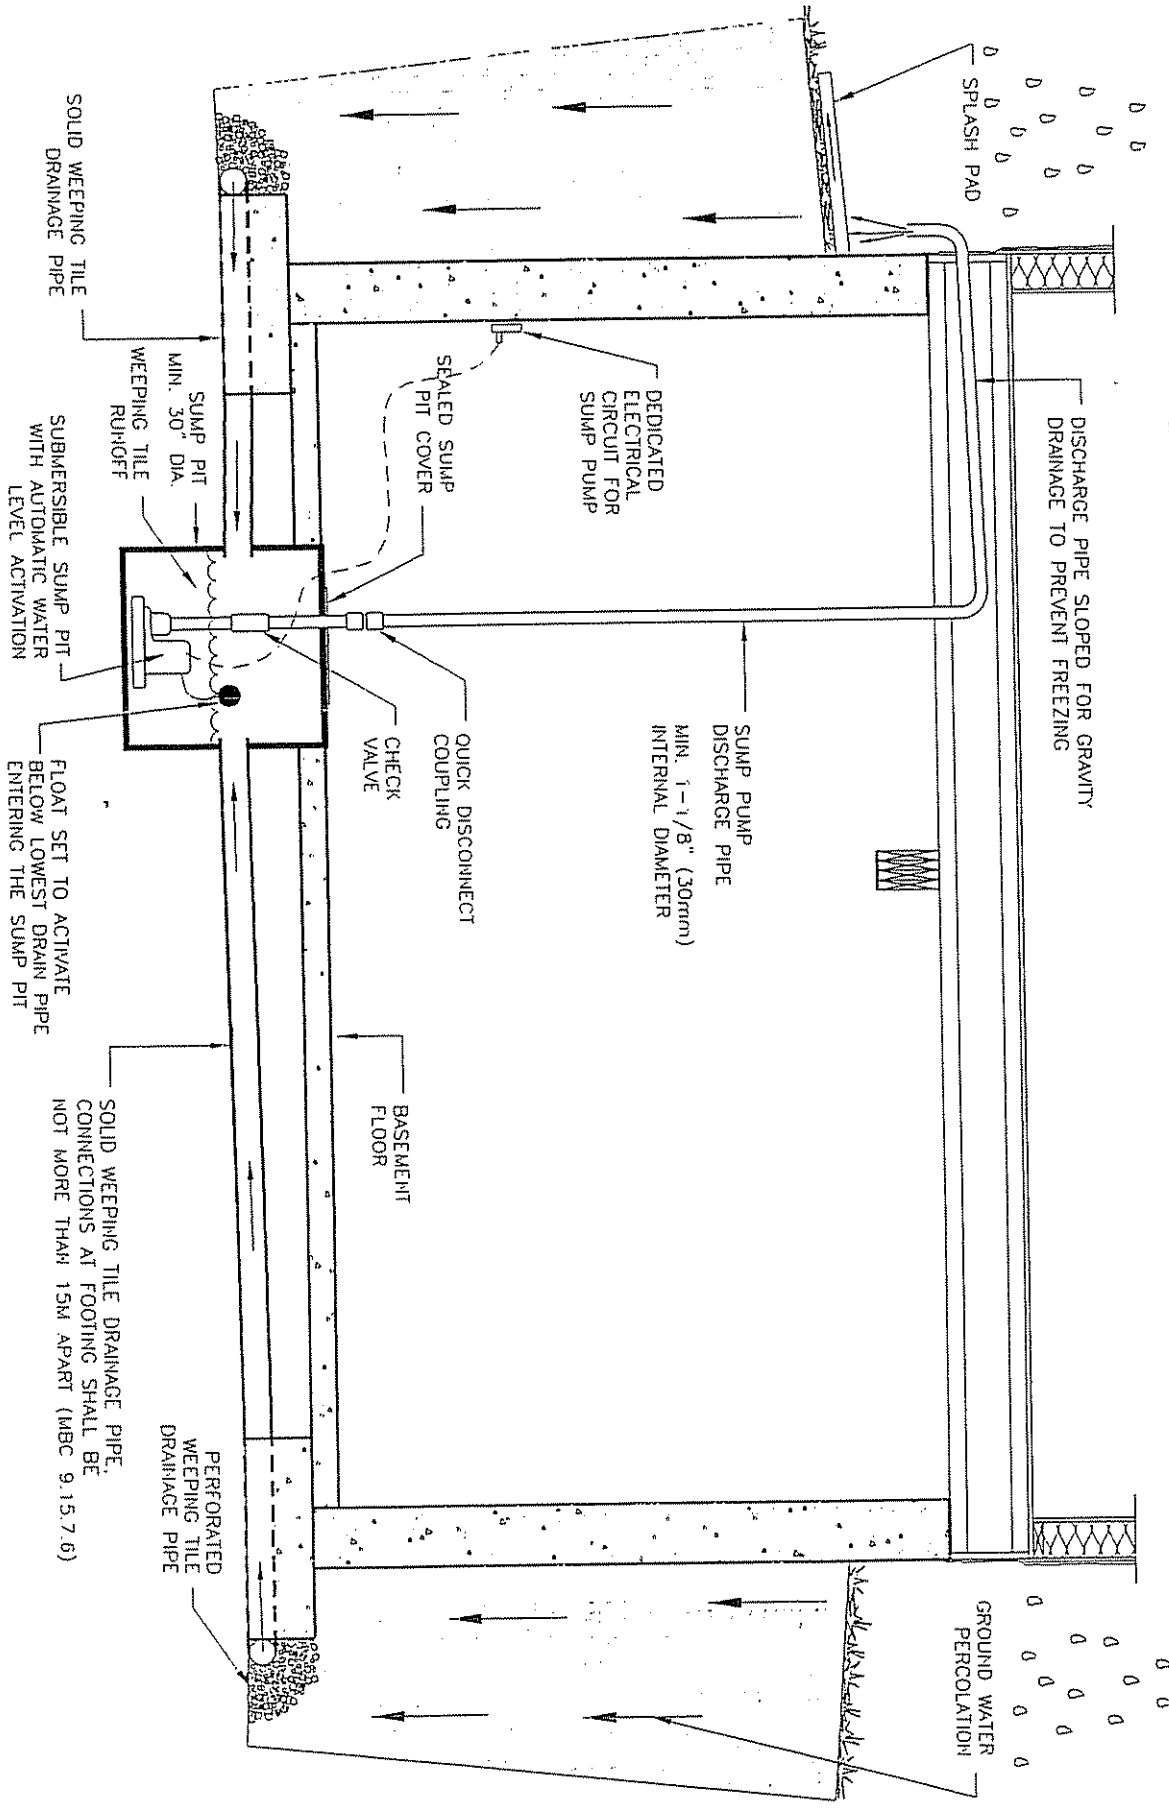 SPLASH PAD
DISCHARGE PIPE SLOPED FOR GRAVITY
DRAINAGE TO PREVENT FREEZING
GROUND WATER
PERCOLATION
DEDICATED
ELECTRICAL
CIRCUIT FOR
SUMP PUMP
SUMP PUMP
DISCHARGE PIPE
MIN. 1-1/8" (30mm)
INTERNAL DIAMETER
SEALED SUMP
PIT COVER
QUICK DISCONNECT
COUPLING
CHECK
VALVE
BASEMENT
FLOOR
SOLID WEEPING TILE
DRAINAGE PIPE
SUMP PIT
MIN. 30" DIA.
WEEPING TILE
RUNOFF
SUBMERSIBLE SUMP PIT
WITH AUTOMATIC WATER
LEVEL ACTIVATION
FLOAT SET TO ACTIVATE
BELOW LOWEST DRAIN PIPE
ENTERING THE SUMP PIT
SOLID WEEPING TILE DRAINAGE PIPE,
CONNECTIONS AT FOOTING SHALL BE
NOT MORE THAN 15M APART (MBC 9.15.7.6)
PERFORATED
WEEPING TILE
DRAINAGE PIPE